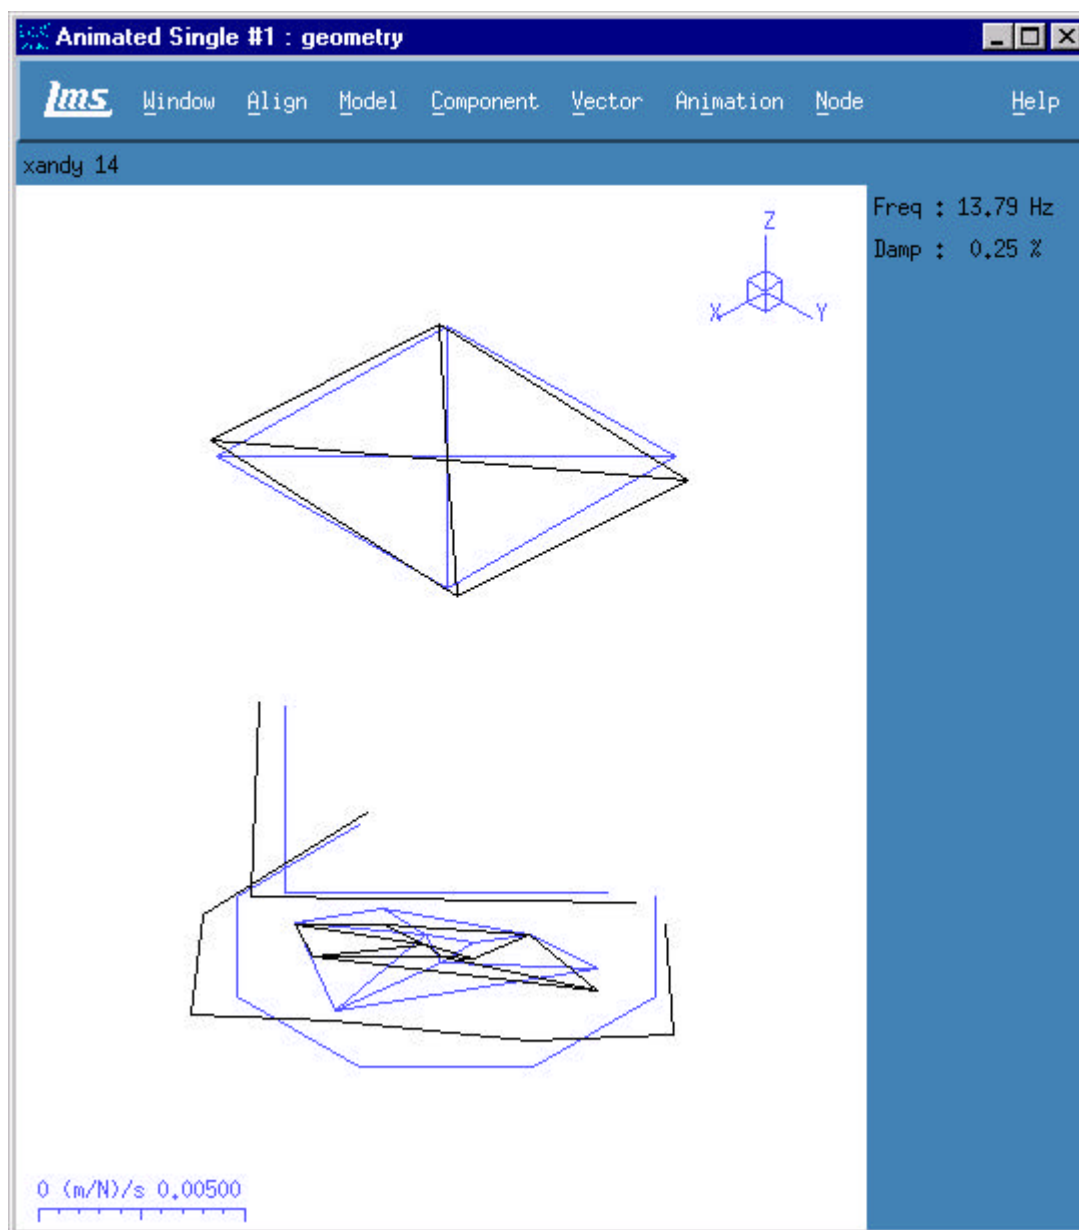 Animated Single #1 : geometry
lms Window Align Model Component Vector Animation Node Help
xandy 14
Freq : 13.79 Hz
Damp : 0.25 %
Z
X Y
0 (m/N)/s 0.00500